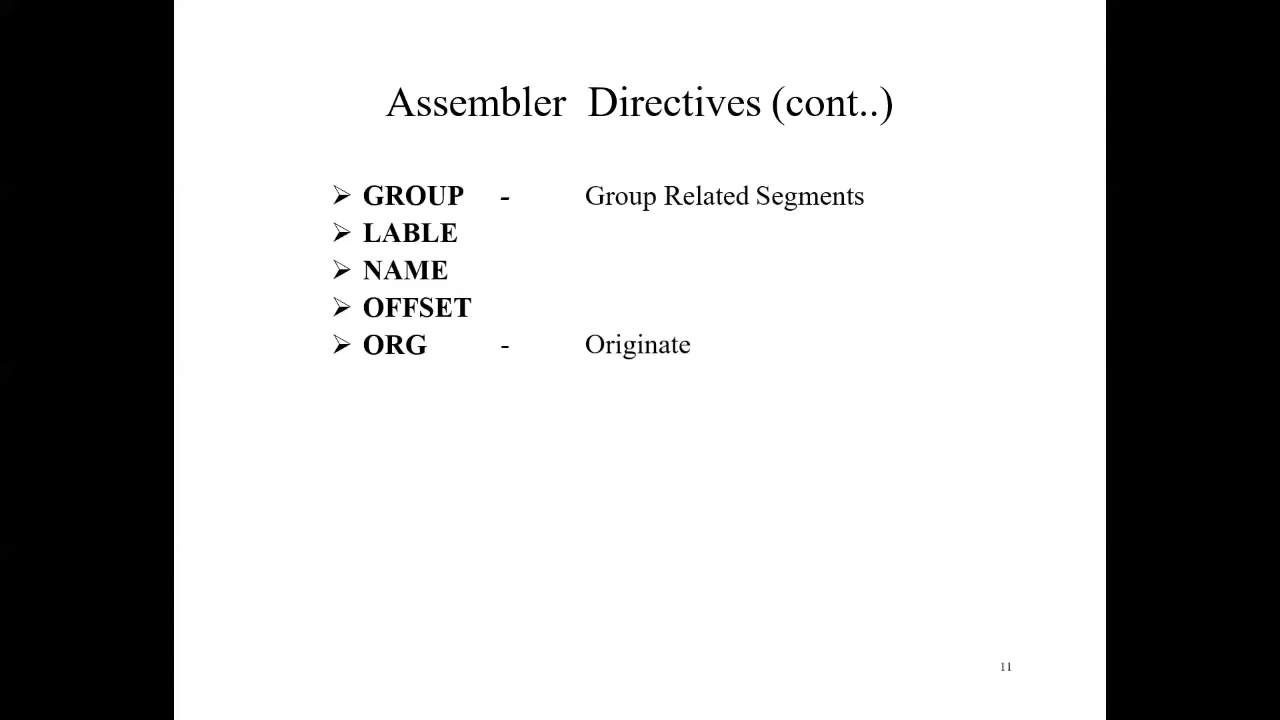 Assembler Directives (cont..)
➢ GROUP - Group Related Segments
➢ LABLE
➢ NAME
➢ OFFSET
➢ ORG - Originate
11